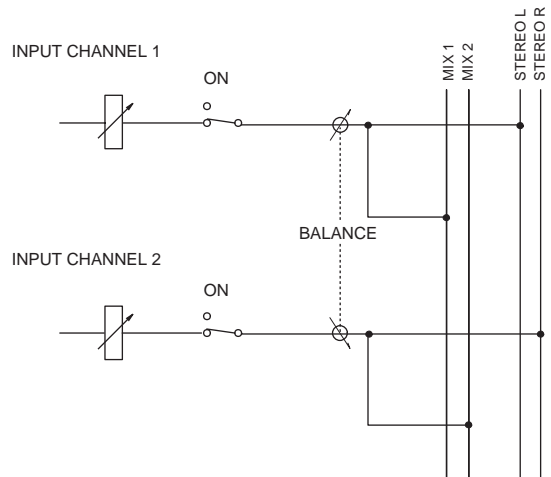 INPUT CHANNEL 1
ON
MIX 1
MIX 2
STEREO L
STEREO R
BALANCE
INPUT CHANNEL 2
ON